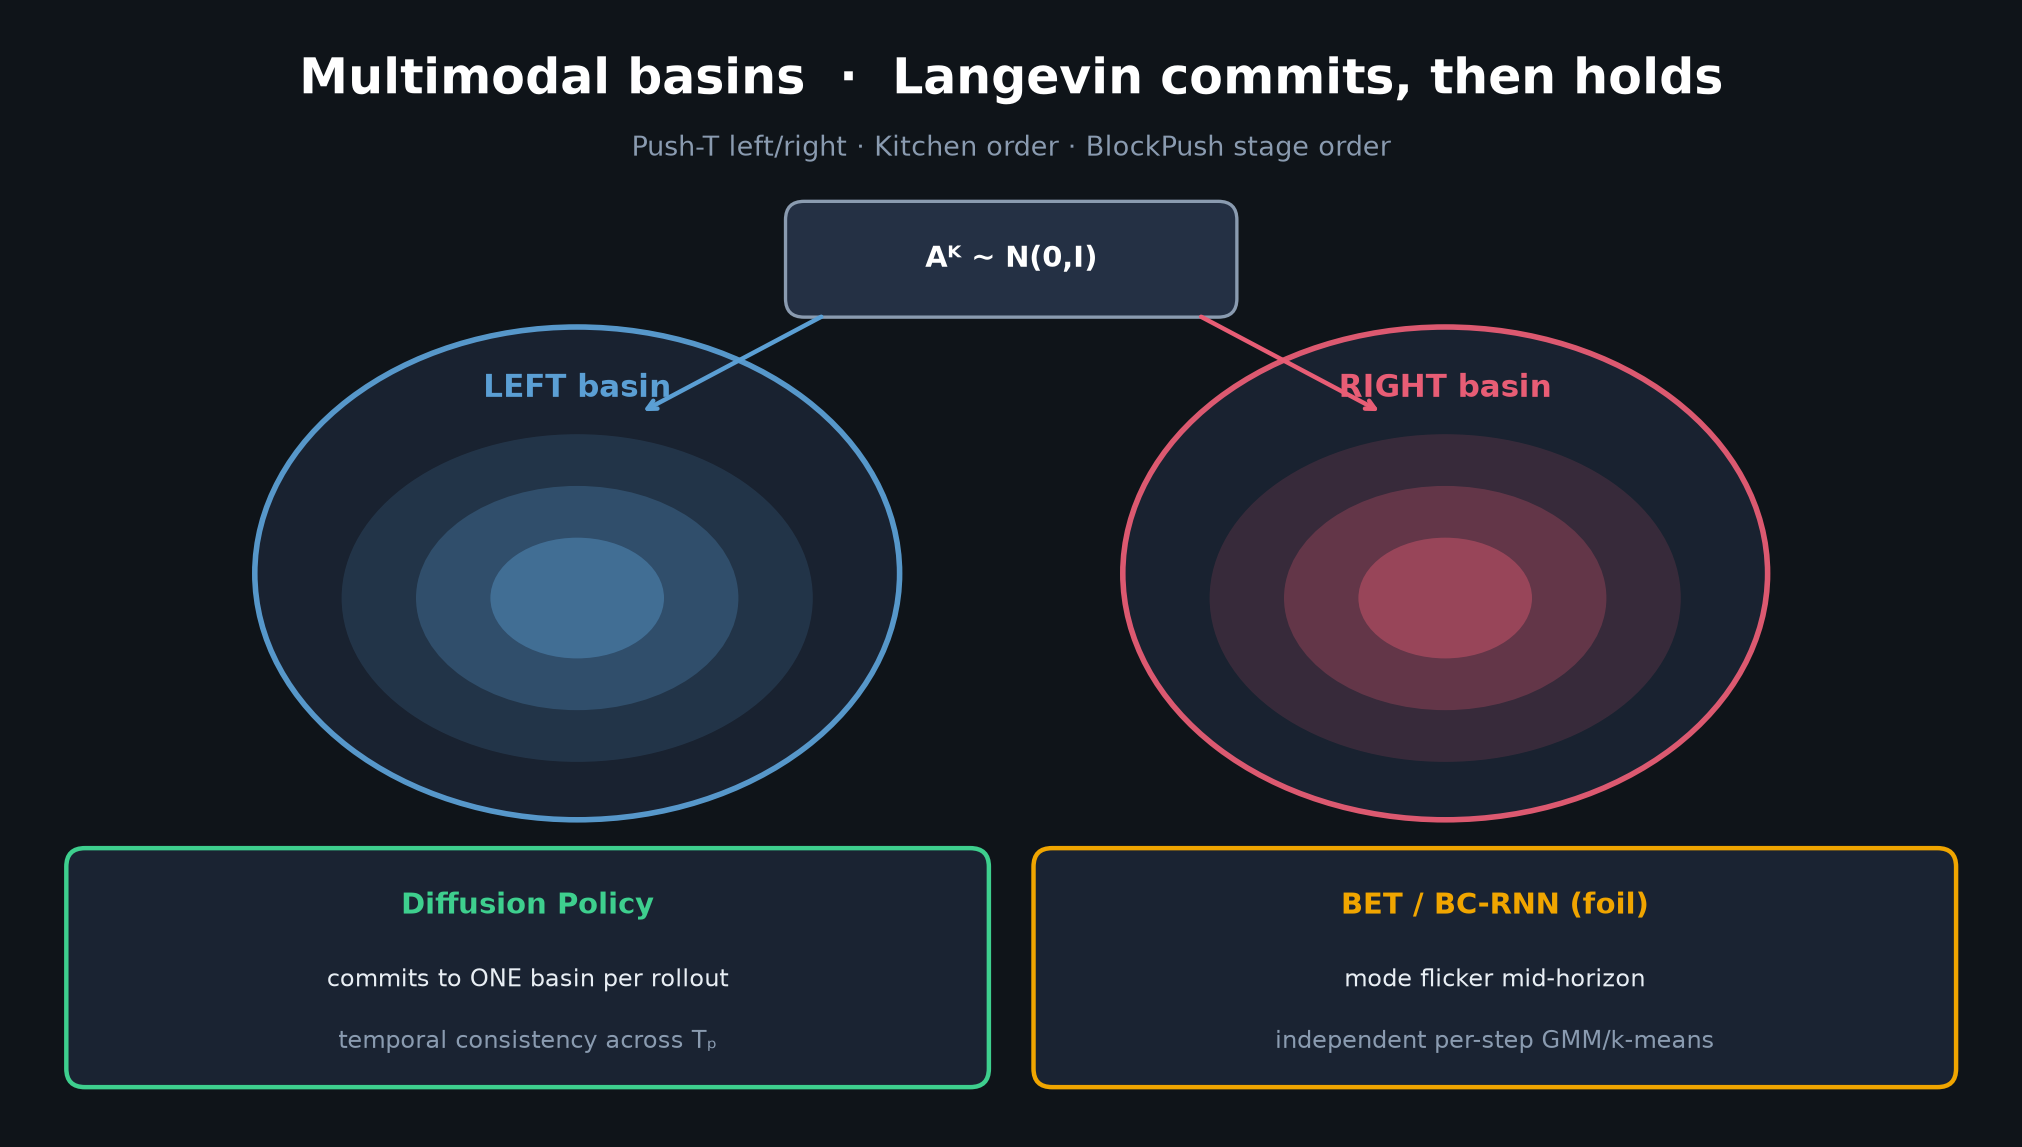 Multimodal basins · Langevin commits, then holds
Push-T left/right · Kitchen order · BlockPush stage order
Aᴷ ~ N(0,I)
LEFT basin
RIGHT basin
Diffusion Policy
commits to ONE basin per rollout
temporal consistency across Tₚ
BET / BC-RNN (foil)
mode flicker mid-horizon
independent per-step GMM/k-means